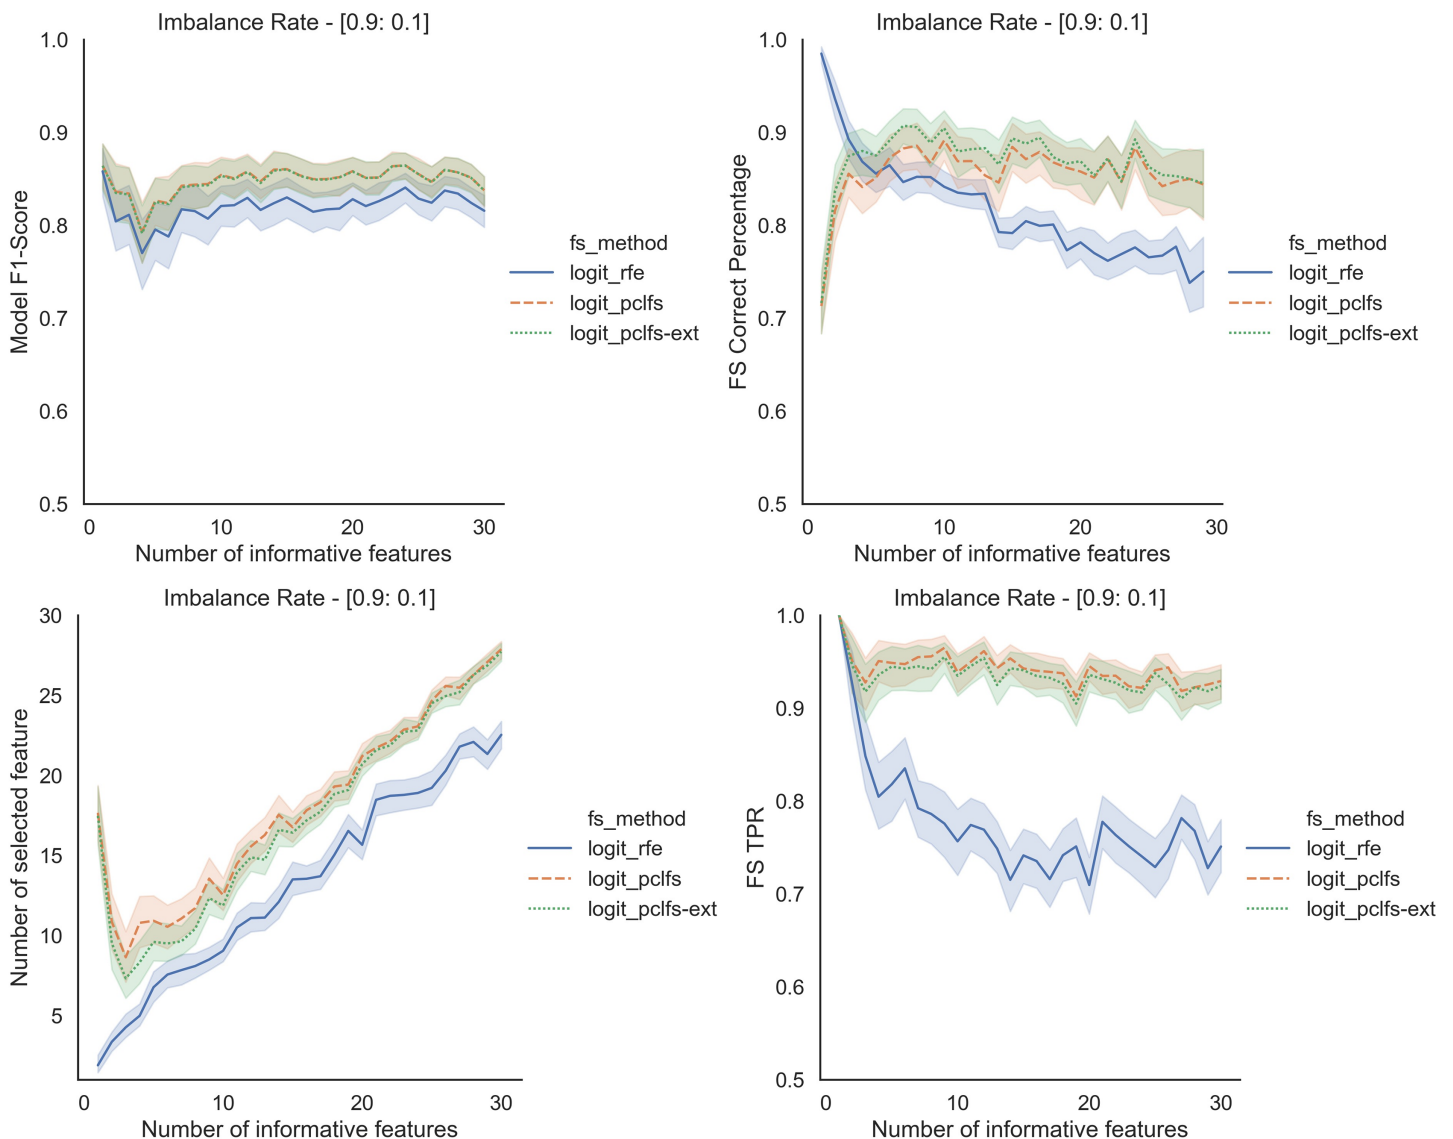 Imbalance Rate - [0.9: 0.1]
1.0
0.9
0.8
0.7
0.6
0.5
Model F1-Score
0 10 20 30
Number of informative features
fs_method
logit_rfe
logit_pclfs
logit_pclfs-ext
Imbalance Rate - [0.9: 0.1]
1.0
0.9
0.8
0.7
0.6
0.5
FS Correct Percentage
0 10 20 30
Number of informative features
fs_method
logit_rfe
logit_pclfs
logit_pclfs-ext
Imbalance Rate - [0.9: 0.1]
30
25
20
15
10
5
Number of selected feature
0 10 20 30
Number of informative features
fs_method
logit_rfe
logit_pclfs
logit_pclfs-ext
Imbalance Rate - [0.9: 0.1]
1.0
0.9
0.8
0.7
0.6
0.5
FS TPR
0 10 20 30
Number of informative features
fs_method
logit_rfe
logit_pclfs
logit_pclfs-ext